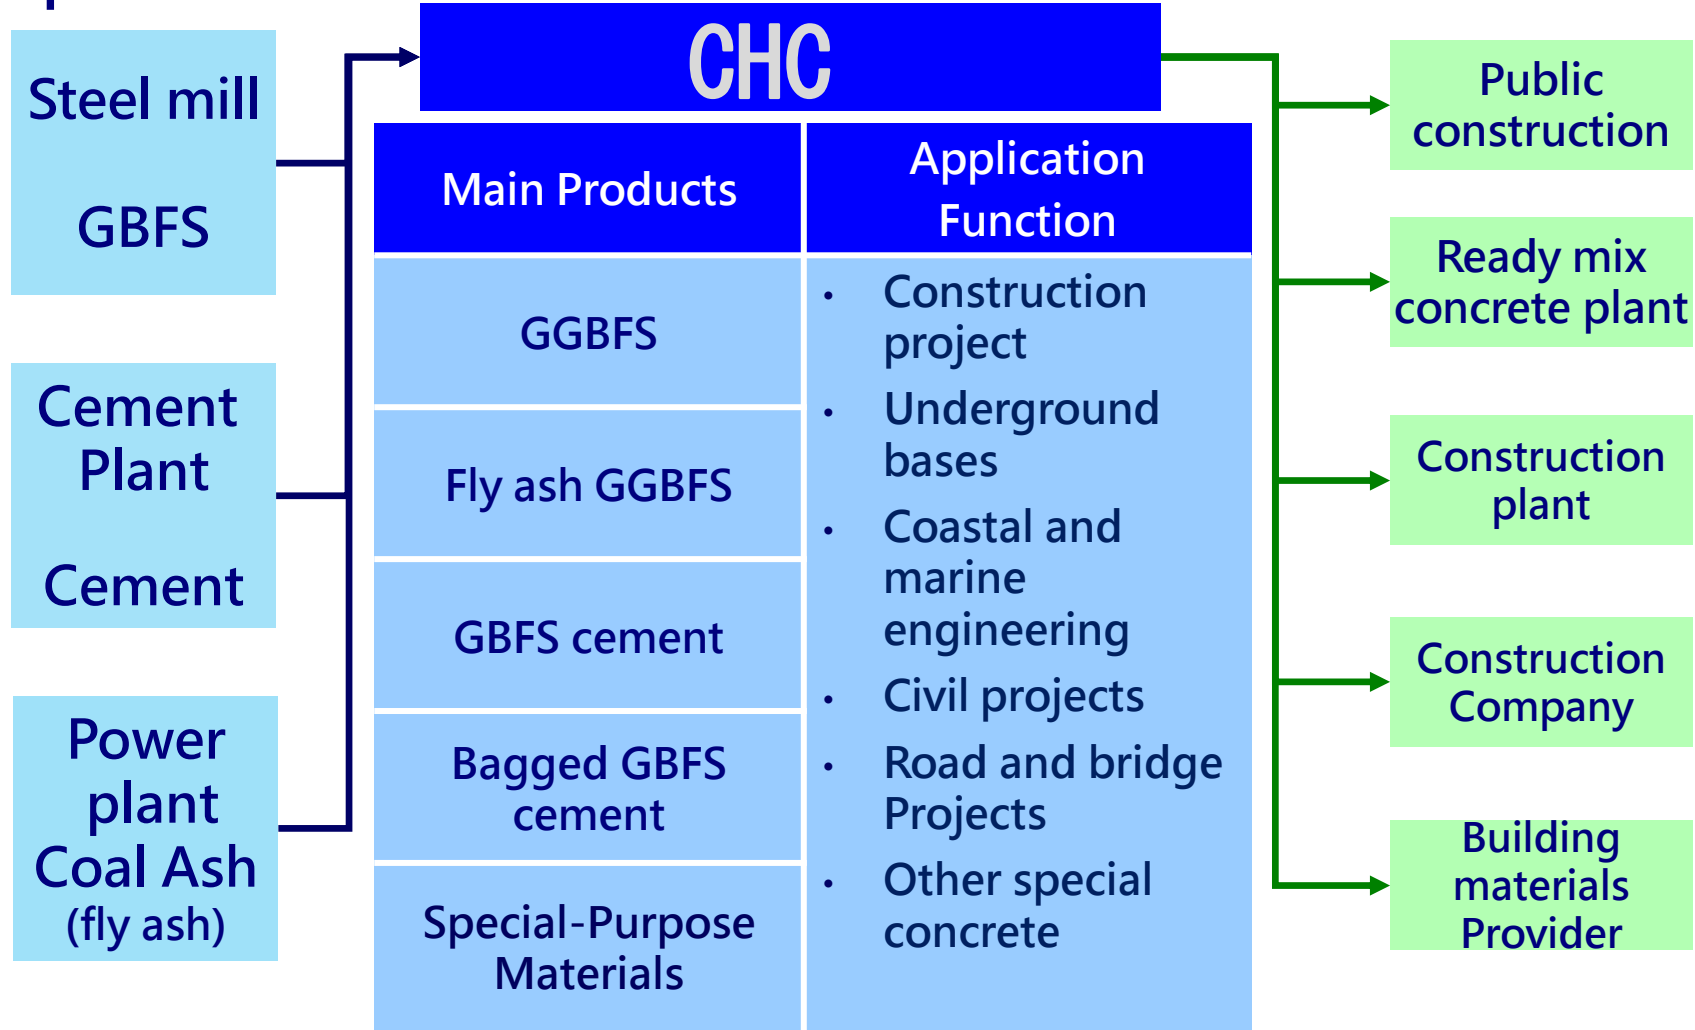 Steel mill
GBFS
Cement
Plant
Cement
Power
plant
Coal Ash
(fly ash)
CHC
Main Products
Application
Function
GGBFS
Fly ash GGBFS
GBFS cement
Bagged GBFS
cement
Special-Purpose
Materials
• Construction
project
• Underground
bases
• Coastal and
marine
engineering
• Civil projects
• Road and bridge
Projects
• Other special
concrete
Public
construction
Ready mix
concrete plant
Construction
plant
Construction
Company
Building
materials
Provider